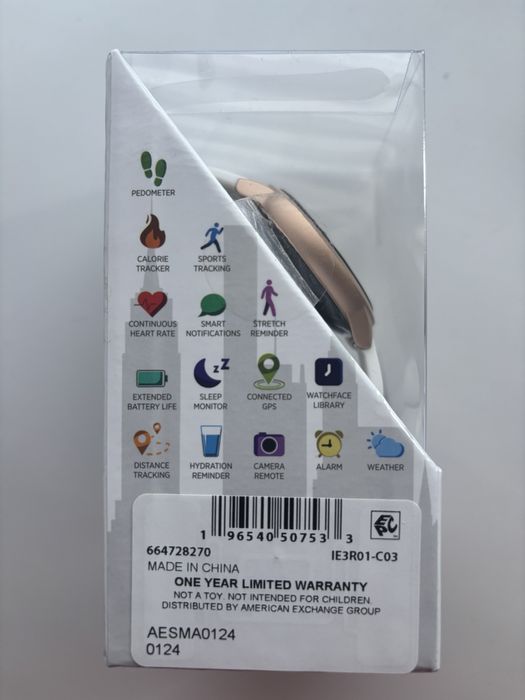 PEDOMETER
CALORIE
TRACKER
SPORTS
TRACKING
CONTINUOUS
HEART RATE
SMART
NOTIFICATIONS
STRETCH
REMINDER
EXTENDED
BATTERY LIFE
zZ
SLEEP
MONITOR
CONNECTED
GPS
WATCHFACE
LIBRARY
DISTANCE
TRACKING
HYDRATION
REMINDER
CAMERA
REMOTE
ALARM
WEATHER
1 96540 50753 3
EPC
664728270 IE3R01-C03
MADE IN CHINA
ONE YEAR LIMITED WARRANTY
NOT A TOY. NOT INTENDED FOR CHILDREN.
DISTRIBUTED BY AMERICAN EXCHANGE GROUP
AESMA0124
0124